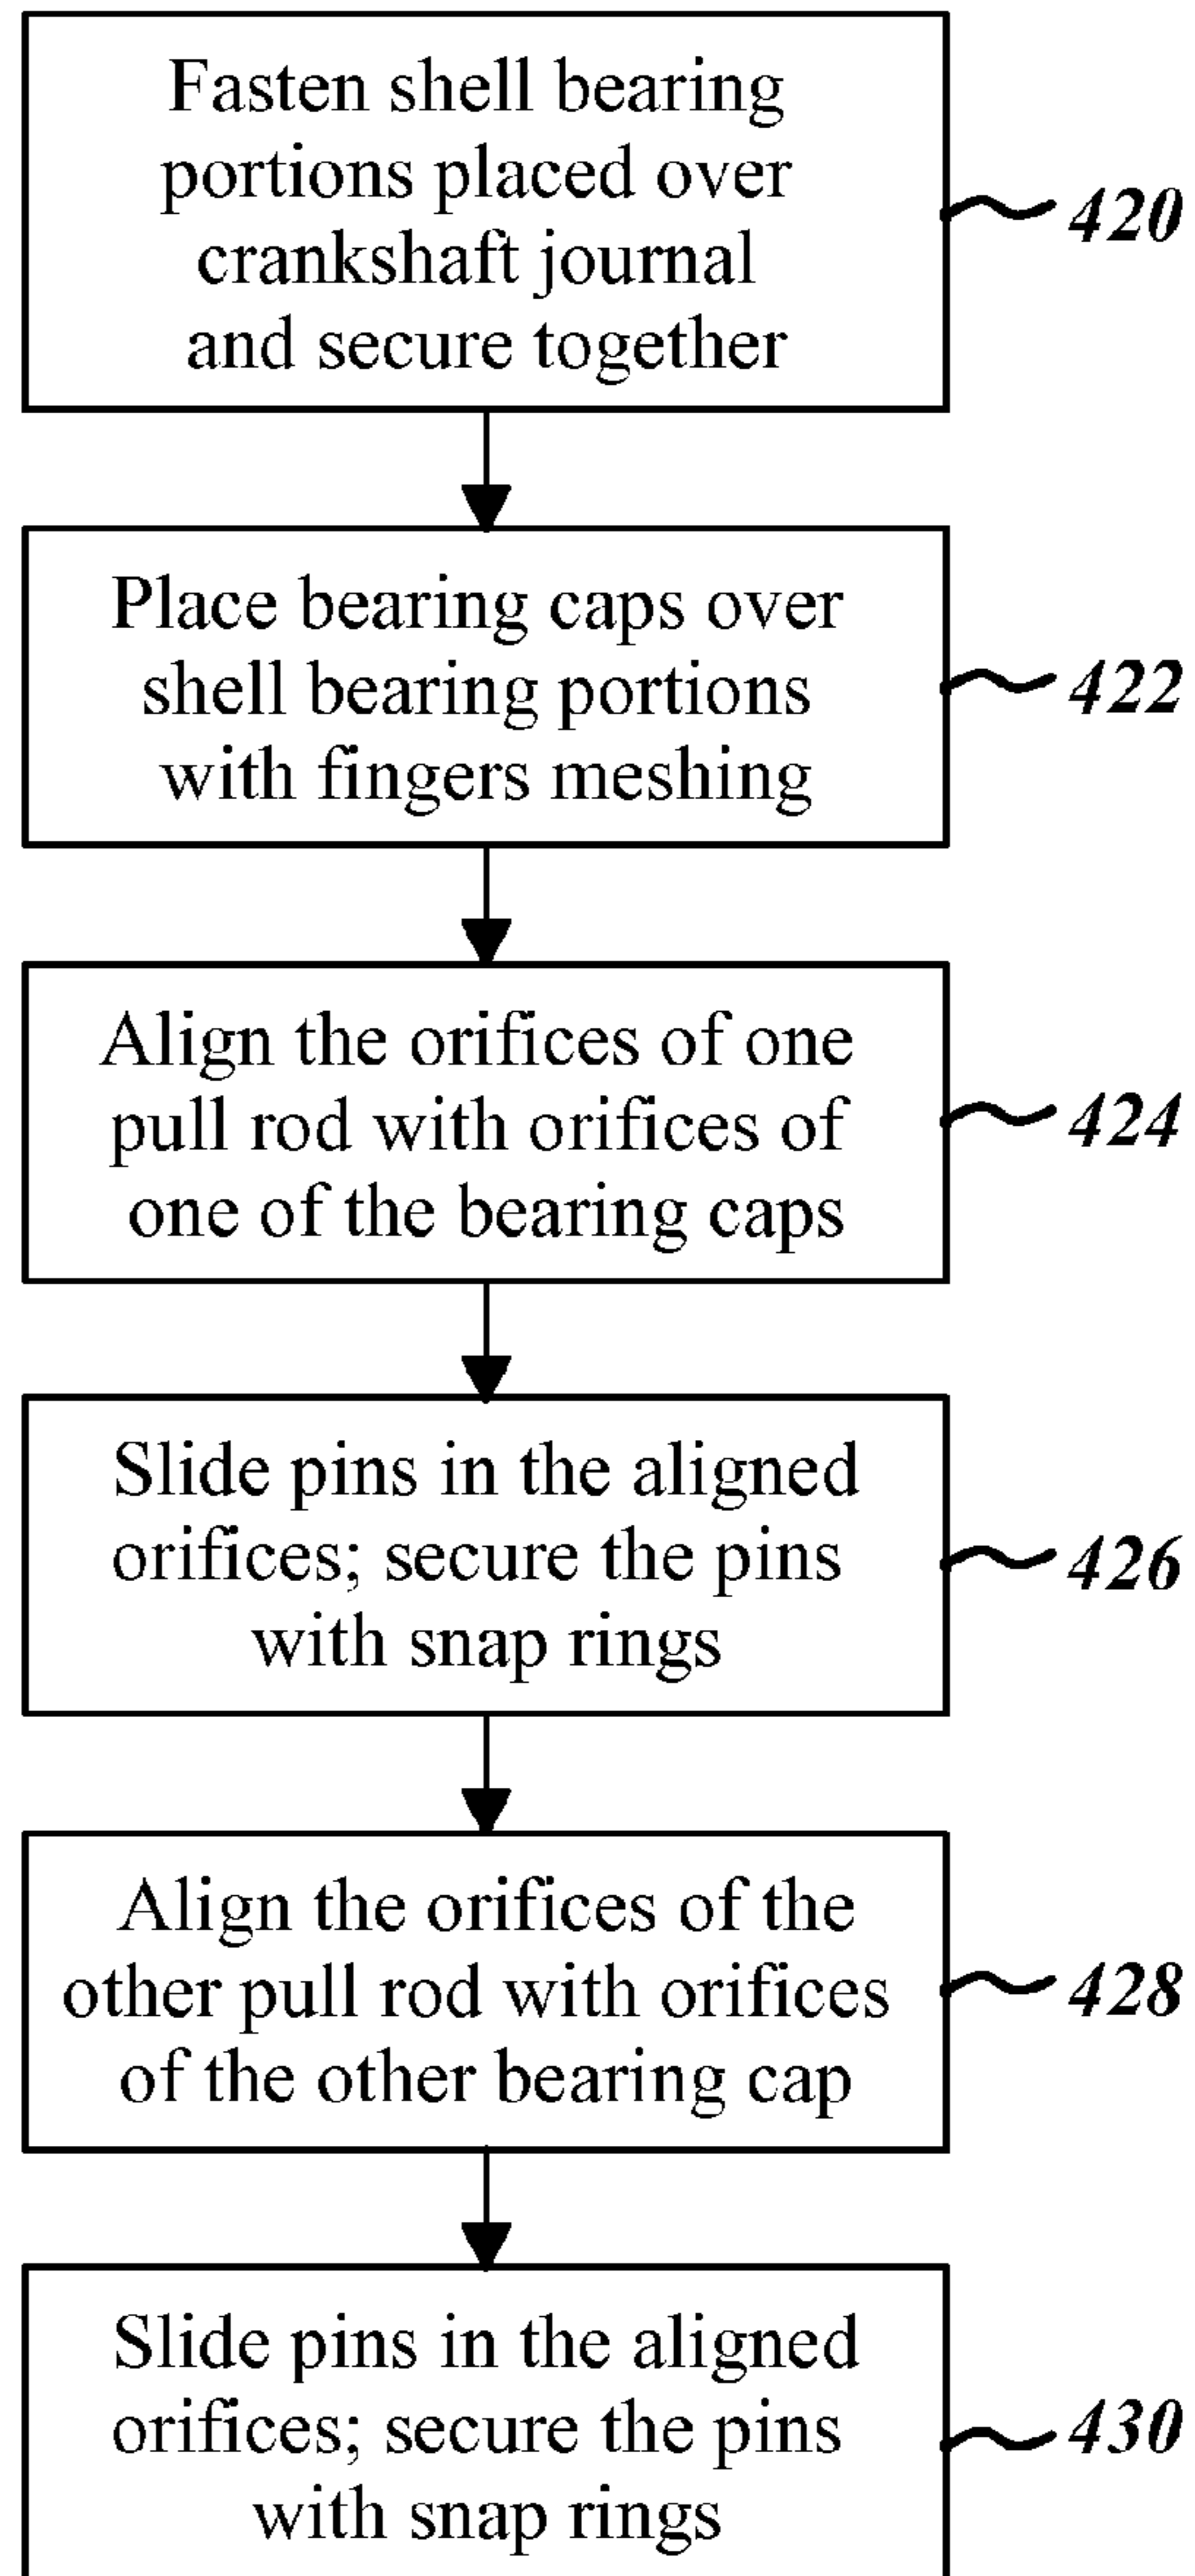 Fasten shell bearing
portions placed over
crankshaft journal
and secure together
420
Place bearing caps over
shell bearing portions
with fingers meshing
422
Align the orifices of one
pull rod with orifices of
one of the bearing caps
424
Slide pins in the aligned
orifices; secure the pins
with snap rings
426
Align the orifices of the
other pull rod with orifices
of the other bearing cap
428
Slide pins in the aligned
orifices; secure the pins
with snap rings
430